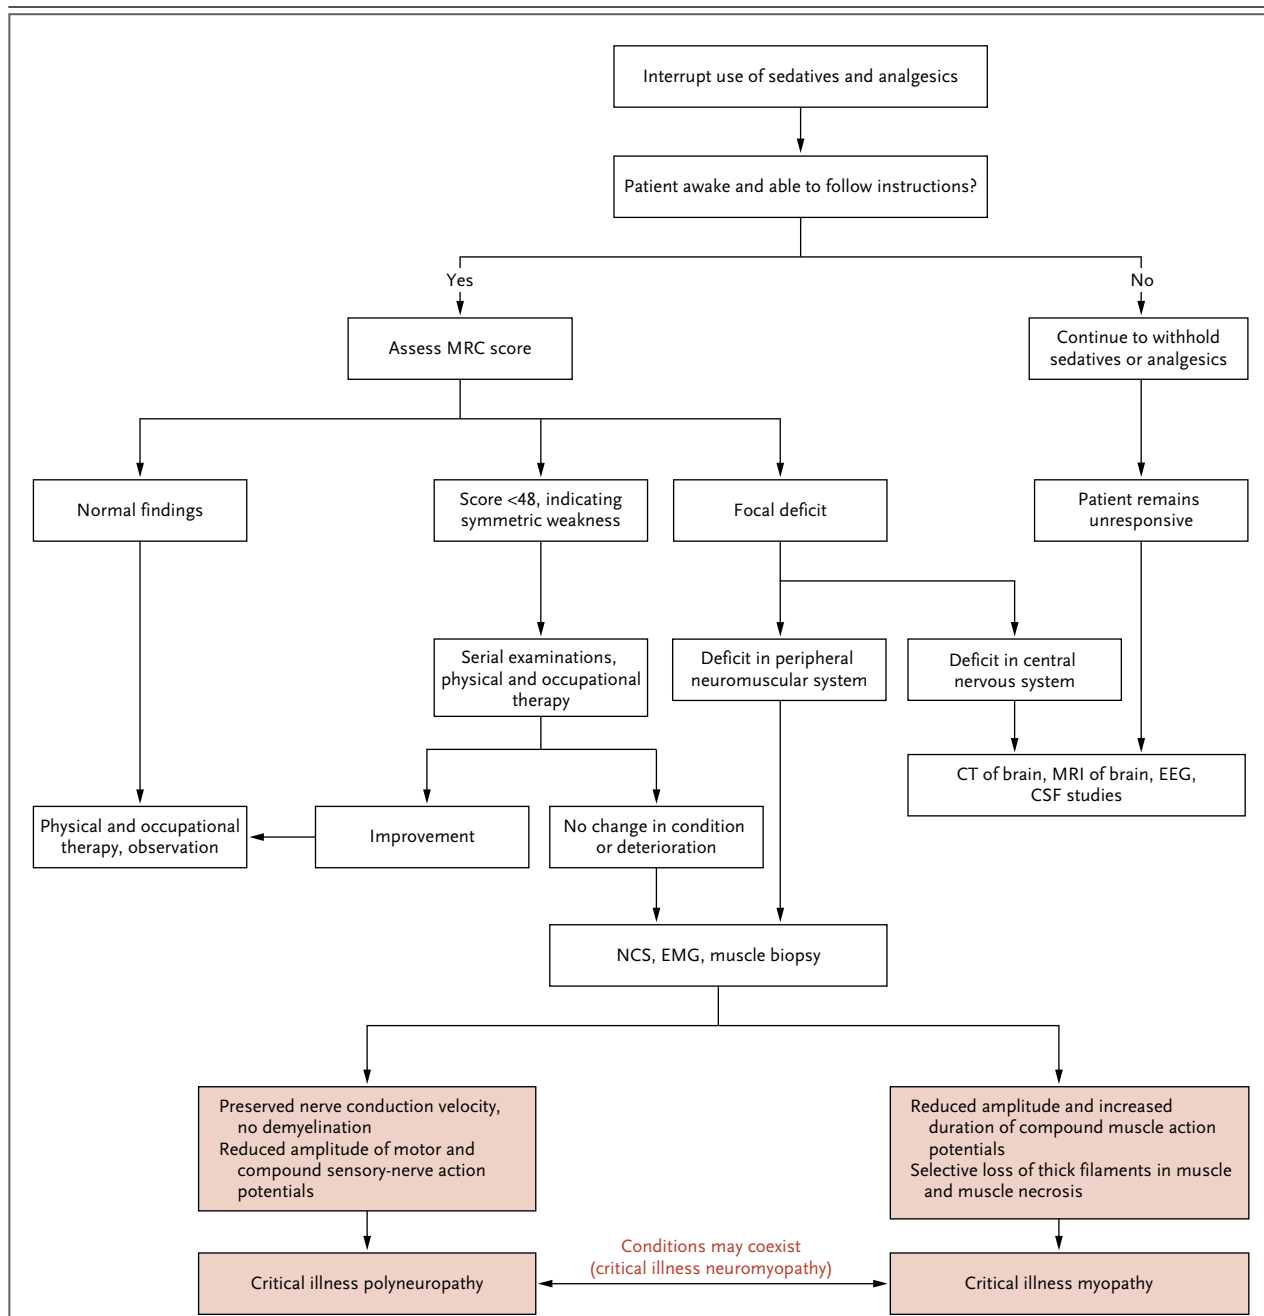 Interrupt use of sedatives and analgesics
Patient awake and able to follow instructions?
Yes
No
Assess MRC score
Continue to withhold
sedatives or analgesics
Normal findings
Score <48, indicating
symmetric weakness
Focal deficit
Patient remains
unresponsive
Serial examinations,
physical and occupational
therapy
Deficit in peripheral
neuromuscular system
Deficit in central
nervous system
CT of brain, MRI of brain, EEG,
CSF studies
Physical and occupational
therapy, observation
Improvement
No change in condition
or deterioration
NCS, EMG, muscle biopsy
Preserved nerve conduction velocity,
no demyelination
Reduced amplitude of motor and
compound sensory-nerve action
potentials
Reduced amplitude and increased
duration of compound muscle action
potentials
Selective loss of thick filaments in muscle
and muscle necrosis
Critical illness polyneuropathy
Conditions may coexist
(critical illness neuromyopathy)
Critical illness myopathy